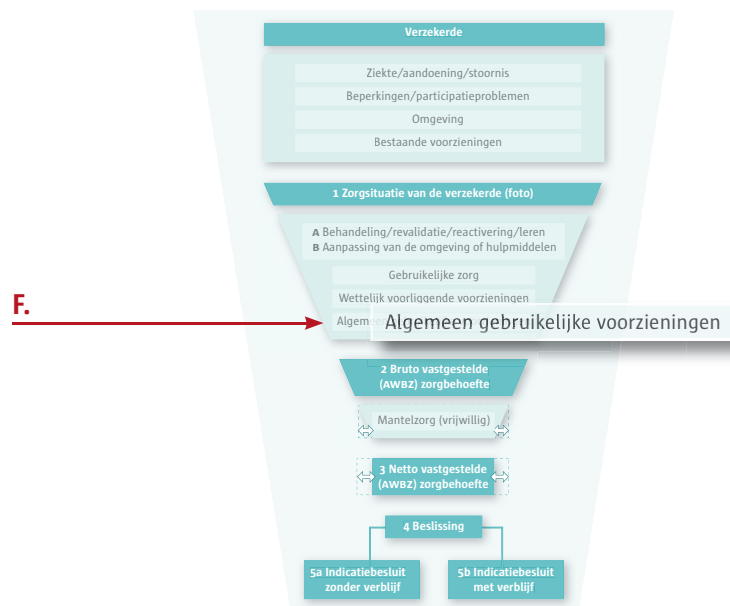 Verzekerde
Ziekte/aandoening/stoornis
Beperkingen/participatieproblemen
Omgeving
Bestaande voorzieningen
1 Zorgsituatie van de verzekerde (foto)
A Behandeling/revalidatie/reactivering/leren
B Aanpassing van de omgeving of hulpmiddelen
Gebruikelijke zorg
Wettelijk voorliggende voorzieningen
F.
Algeme
Algemeen gebruikelijke voorzieningen
2 Bruto vastgestelde
(AWBZ) zorgbehoefte
Mantelzorg (vrijwillig)
3 Netto vastgestelde
(AWBZ) zorgbehoefte
4 Beslissing
5a Indicatiebesluit
zonder verblijf
5b Indicatiebesluit
met verblijf